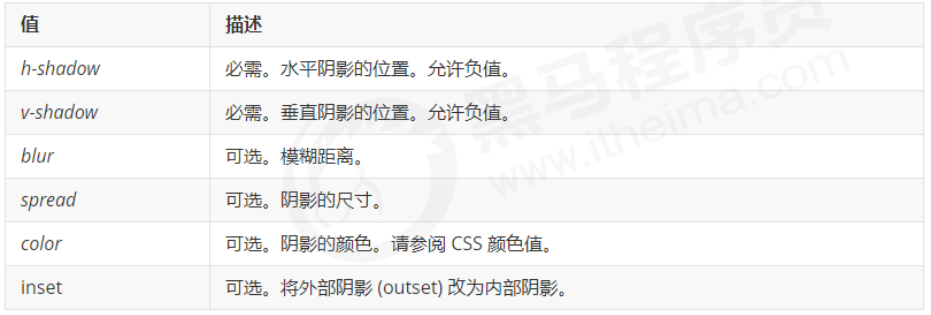 值 描述
h-shadow 必需。水平阴影的位置。允许负值。
v-shadow 必需。垂直阴影的位置。允许负值。
blur 可选。模糊距离。
spread 可选。阴影的尺寸。
color 可选。阴影的颜色。请参阅 CSS 颜色值。
inset 可选。将外部阴影 (outset) 改为内部阴影。
黑马程序员
www.itheima.com